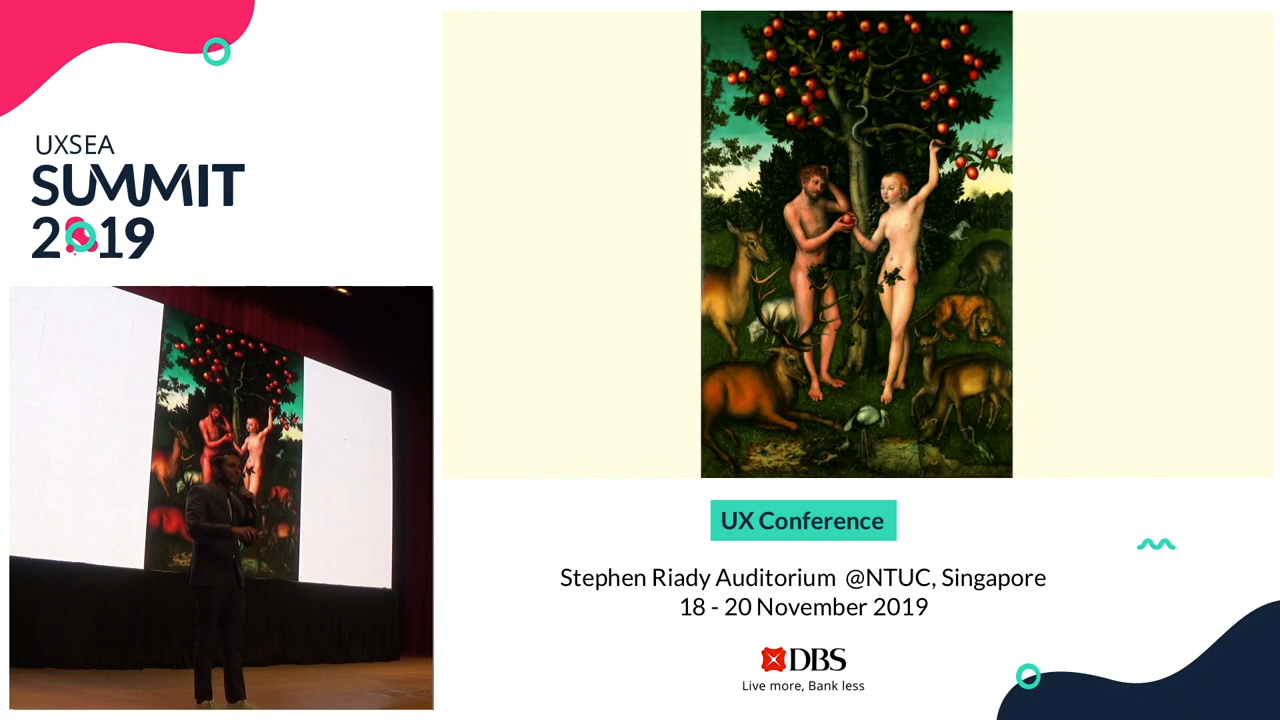 UXSEA
SUMMIT
2019
UX Conference
Stephen Riady Auditorium @NTUC, Singapore
18 - 20 November 2019
DBS
Live more, Bank less